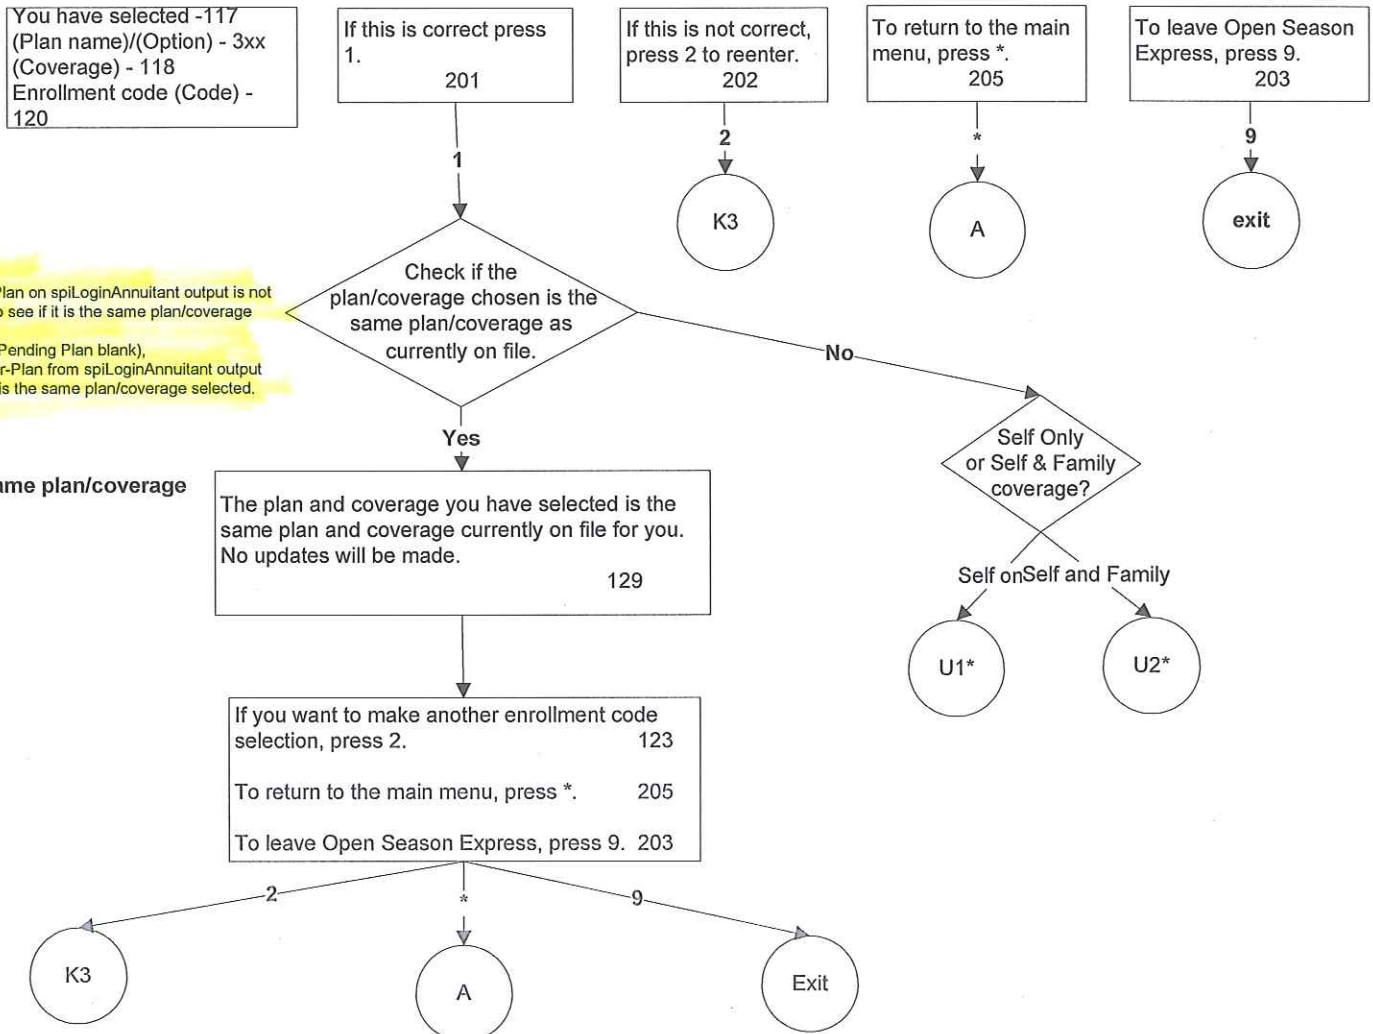 You have selected -117
(Plan name)/(Option) - 3xx
(Coverage) - 118
Enrollment code (Code) -
120
If this is correct press
1.
201
If this is not correct,
press 2 to reenter.
202
To return to the main
menu, press *.
205
To leave Open Season
Express, press 9.
203
1
2
*
9
K3
A
exit
Check if the
plan/coverage chosen is the
same plan/coverage as
currently on file.
Plan on spiLoginAnnuitant output is not
see if it is the same plan/coverage
Pending Plan blank),
r-Plan from spiLoginAnnuitant output
is the same plan/coverage selected.
No
Yes
Self Only
or Self & Family
coverage?
ame plan/coverage
The plan and coverage you have selected is the
same plan and coverage currently on file for you.
No updates will be made.
129
Self on Self and Family
U1*
U2*
If you want to make another enrollment code
selection, press 2. 123
To return to the main menu, press *. 205
To leave Open Season Express, press 9. 203
2
*
9
K3
A
Exit